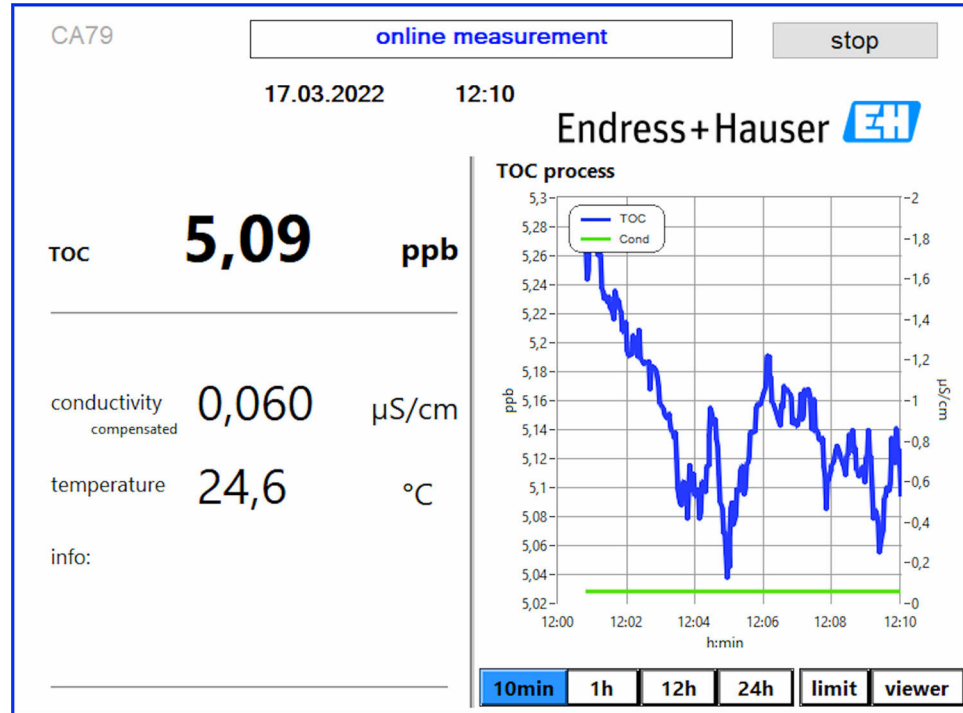 CA79
online measurement
stop
17.03.2022 12:10
Endress+Hauser EH
TOC 5,09 ppb
conductivity compensated 0,060 µS/cm
temperature 24,6 °C
info:
TOC process
TOC
Cond
5,3
5,28
5,26
5,24
5,22
5,2
5,18
5,16
5,14
5,12
5,1
5,08
5,06
5,04
5,02
ppb
2
1,8
1,6
1,4
1,2
1
0,8
0,6
0,4
0,2
0
µS/cm
12:00 12:02 12:04 12:06 12:08 12:10
h:min
10min 1h 12h 24h limit viewer